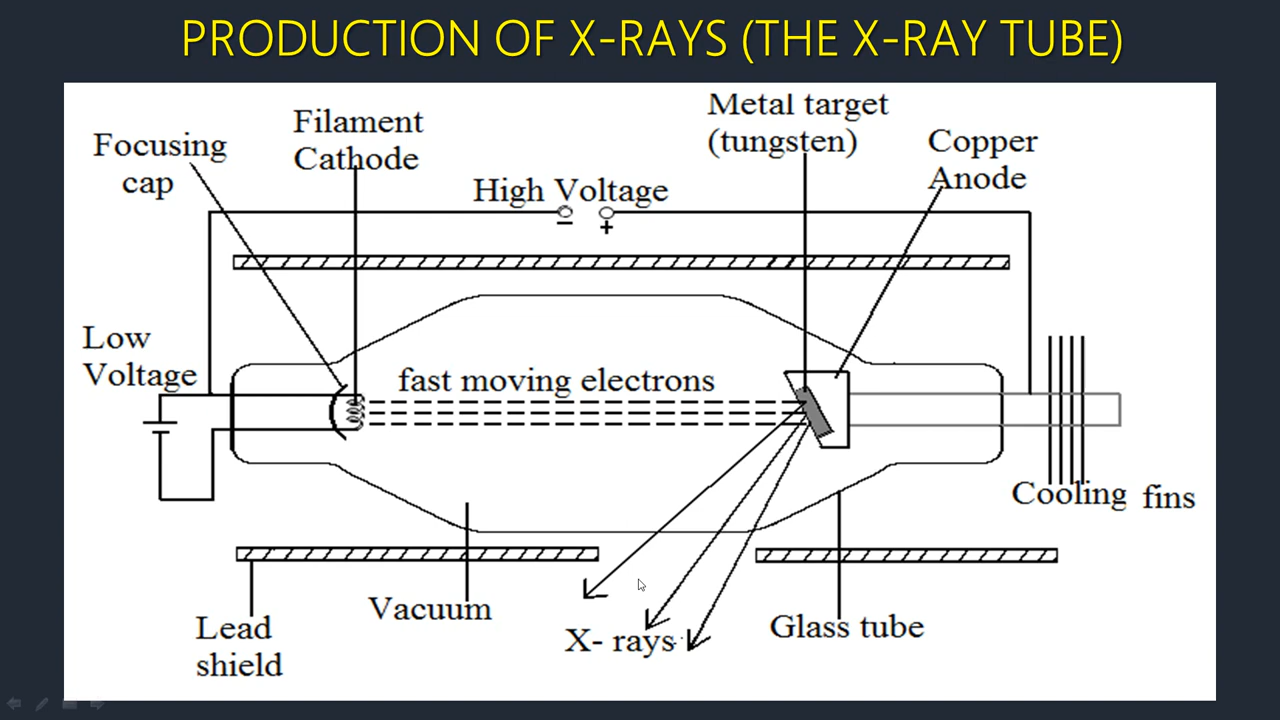 PRODUCTION OF X-RAYS (THE X-RAY TUBE)
Focusing
cap
Filament
Cathode
High Voltage
−
+
Metal target
(tungsten)
Copper
Anode
Low
Voltage
fast moving electrons
Cooling fins
Lead
shield
Vacuum
X- rays
Glass tube